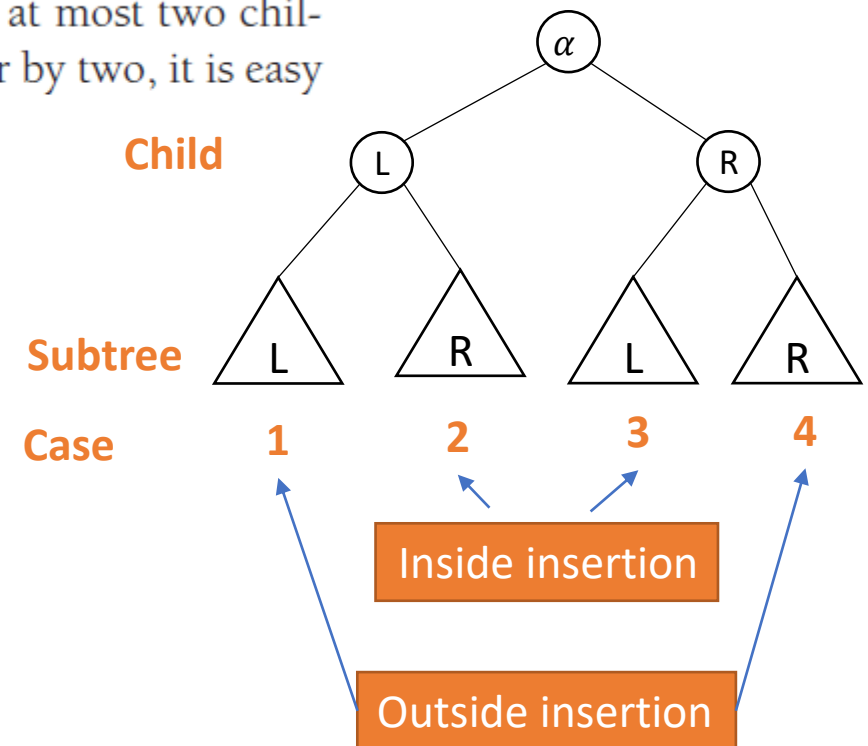 at most two chil-
r by two, it is easy
α
Child L R
Subtree L R L R
Case 1 2 3 4
Inside insertion
Outside insertion